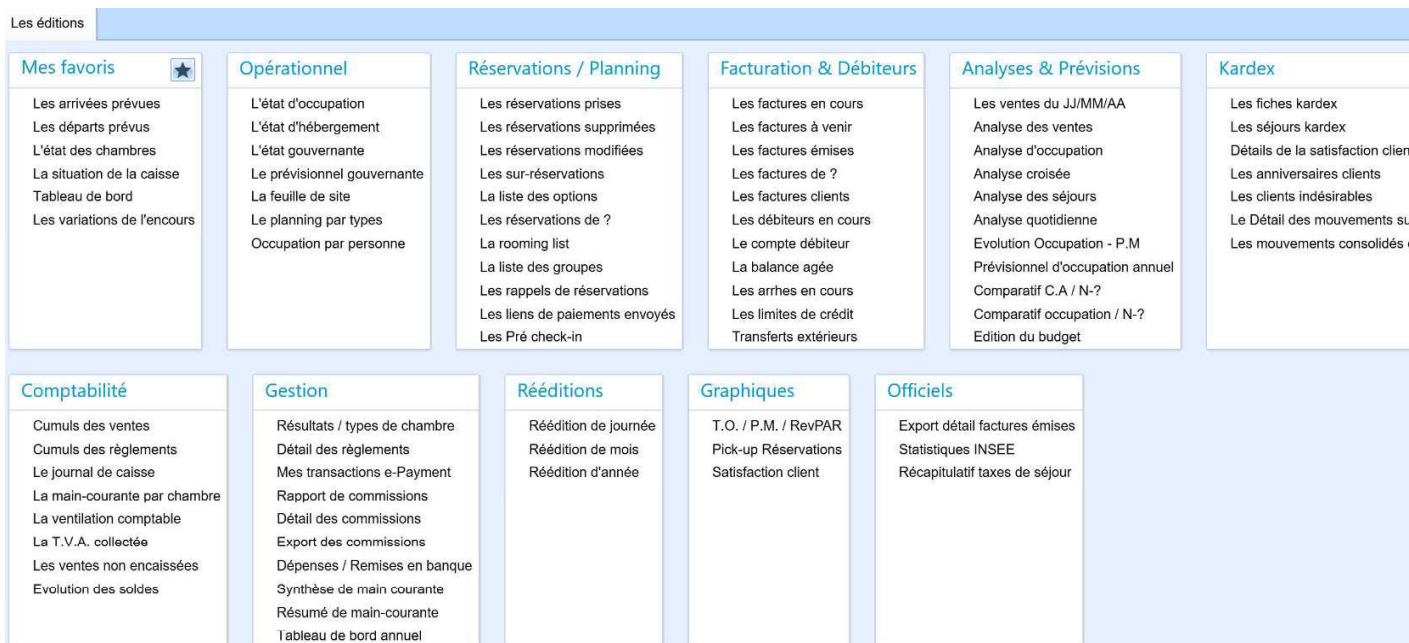 Les éditions
Mes favoris
Les arrivées prévues
Les départs prévus
L'état des chambres
La situation de la caisse
Tableau de bord
Les variations de l'encours
Opérationnel
L'état d'occupation
L'état d'hébergement
L'état gouvernante
Le prévisionnel gouvernante
La feuille de site
Le planning par types
Occupation par personne
Réservations / Planning
Les réservations prises
Les réservations supprimées
Les réservations modifiées
Les sur-réservations
La liste des options
Les réservations de ?
La rooming list
La liste des groupes
Les rappels de réservations
Les liens de paiements envoyés
Les Pré check-in
Facturation & Débiteurs
Les factures en cours
Les factures à venir
Les factures émises
Les factures de ?
Les factures clients
Les débiteurs en cours
Le compte débiteur
La balance agée
Les arrhes en cours
Les limites de crédit
Transferts extérieurs
Analyses & Prévisions
Les ventes du JJ/MM/AA
Analyse des ventes
Analyse d'occupation
Analyse croisée
Analyse des séjours
Analyse quotidienne
Evolution Occupation - P.M
Prévisionnel d'occupation annuel
Comparatif C.A / N-?
Comparatif occupation / N-?
Edition du budget
Kardex
Les fiches kardex
Les séjours kardex
Détails de la satisfaction clien
Les anniversaires clients
Les clients indésirables
Le Détail des mouvements su
Les mouvements consolidés
Comptabilité
Cumuls des ventes
Cumuls des règlements
Le journal de caisse
La main-courante par chambre
La ventilation comptable
La T.V.A. collectée
Les ventes non encaissées
Evolution des soldes
Gestion
Résultats / types de chambre
Détail des règlements
Mes transactions e-Payment
Rapport de commissions
Détail des commissions
Export des commissions
Dépenses / Remises en banque
Synthèse de main courante
Résumé de main-courante
Tableau de bord annuel
Rééditions
Réédition de journée
Réédition de mois
Réédition d'année
Graphiques
T.O. / P.M. / RevPAR
Pick-up Réservations
Satisfaction client
Officiels
Export détail factures émises
Statistiques INSEE
Récapitulatif taxes de séjour